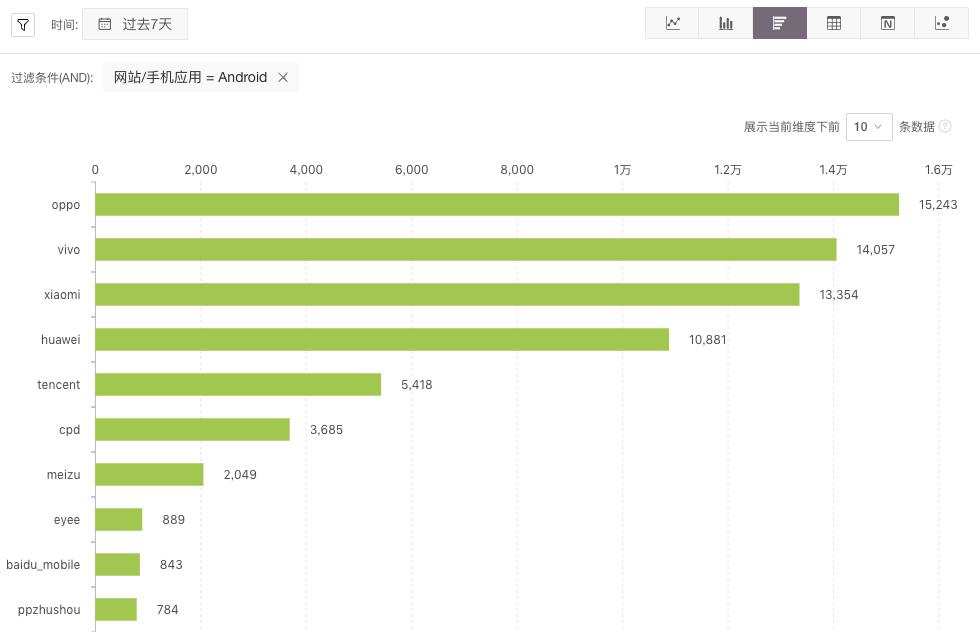 时间: 过去7天
过滤条件(AND): 网站/手机应用 = Android
展示当前维度下前 10 条数据
0 2,000 4,000 6,000 8,000 1万 1.2万 1.4万 1.6万
oppo 15,243
vivo 14,057
xiaomi 13,354
huawei 10,881
tencent 5,418
cpd 3,685
meizu 2,049
eyee 889
baidu_mobile 843
ppzhushou 784